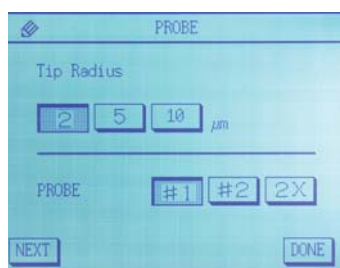 PROBE
Tip Radius
2 5 10 μm
PROBE #1 #2 2X
NEXT DONE